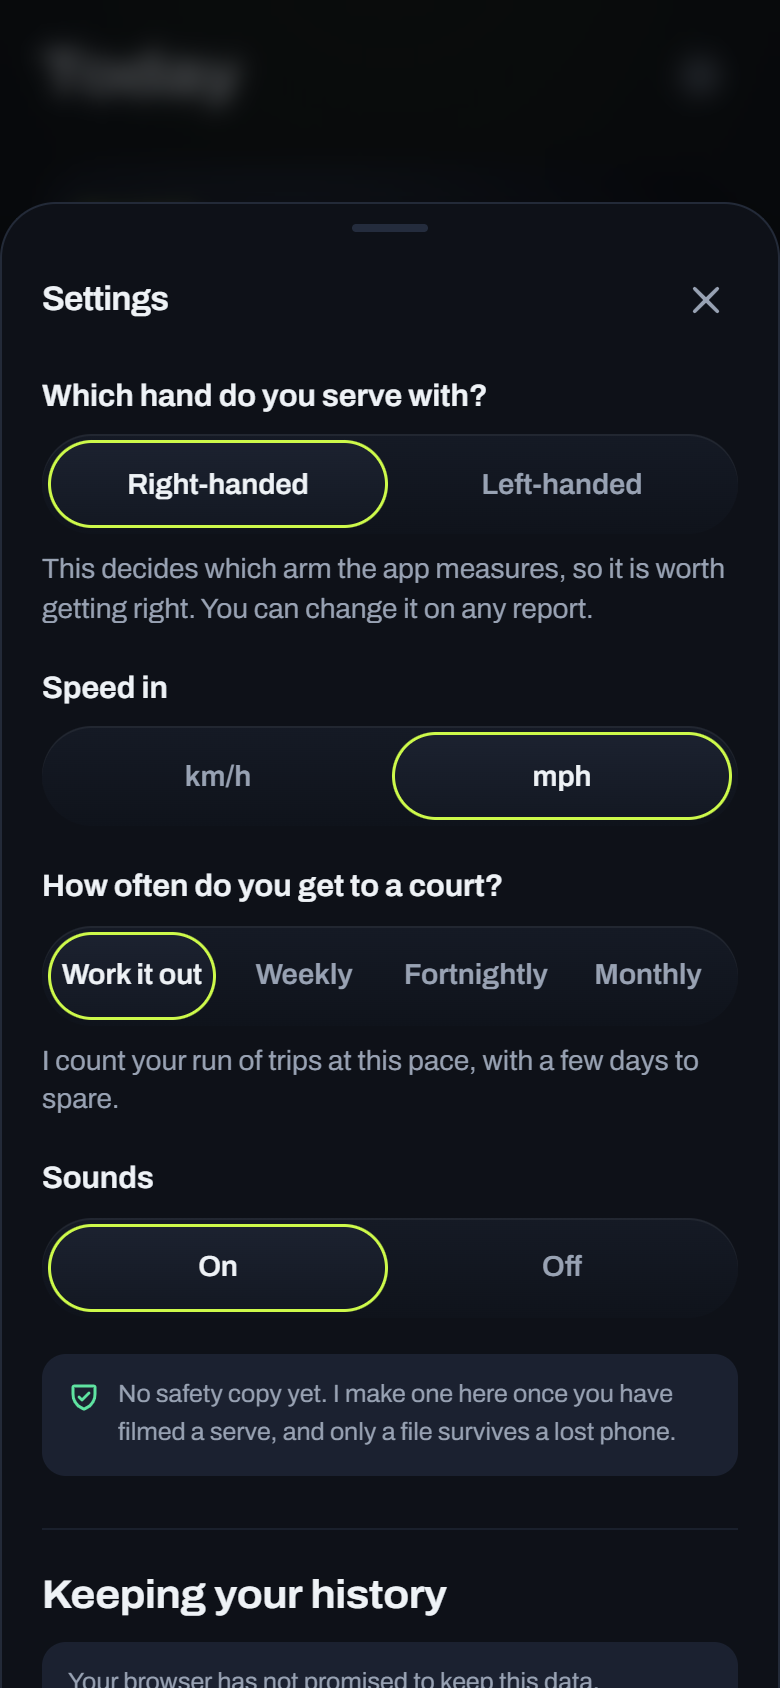 Today
Settings
Which hand do you serve with?
Right-handed
Left-handed
This decides which arm the app measures, so it is worth
getting right. You can change it on any report.
Speed in
km/h
mph
How often do you get to a court?
Work it out
Weekly
Fortnightly
Monthly
I count your run of trips at this pace, with a few days to
spare.
Sounds
On
Off
No safety copy yet. I make one here once you have
filmed a serve, and only a file survives a lost phone.
Keeping your history
Your browser has not promised to keep this data.